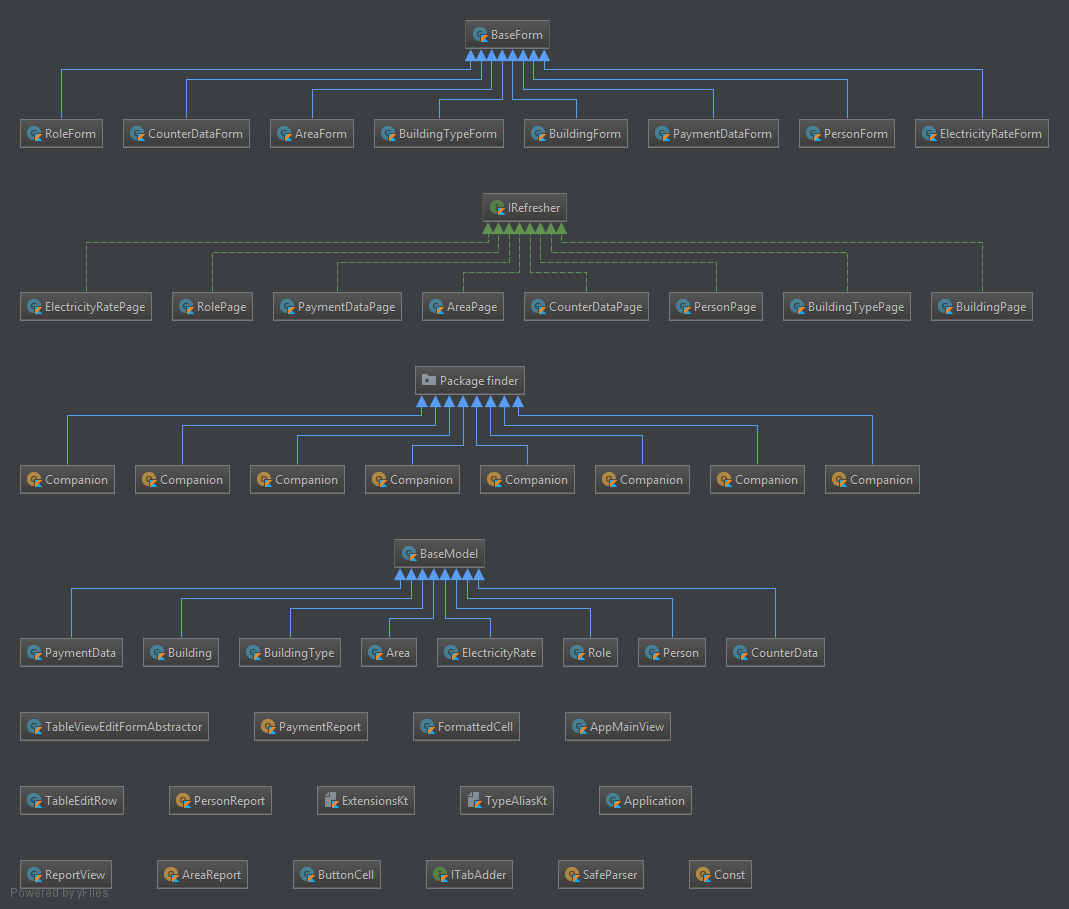 BaseForm
RoleForm CounterDataForm AreaForm BuildingTypeForm BuildingForm PaymentDataForm PersonForm ElectricityRateForm
IRefresher
ElectricityRatePage RolePage PaymentDataPage AreaPage CounterDataPage PersonPage BuildingTypePage BuildingPage
Package finder
Companion Companion Companion Companion Companion Companion Companion Companion
BaseModel
PaymentData Building BuildingType Area ElectricityRate Role Person CounterData
TableViewEditFormAbstractor PaymentReport FormattedCell AppMainView
TableEditRow PersonReport ExtensionsKt TypeAliasKt Application
ReportView AreaReport ButtonCell ITabAdder SafeParser Const
Powered by yFiles